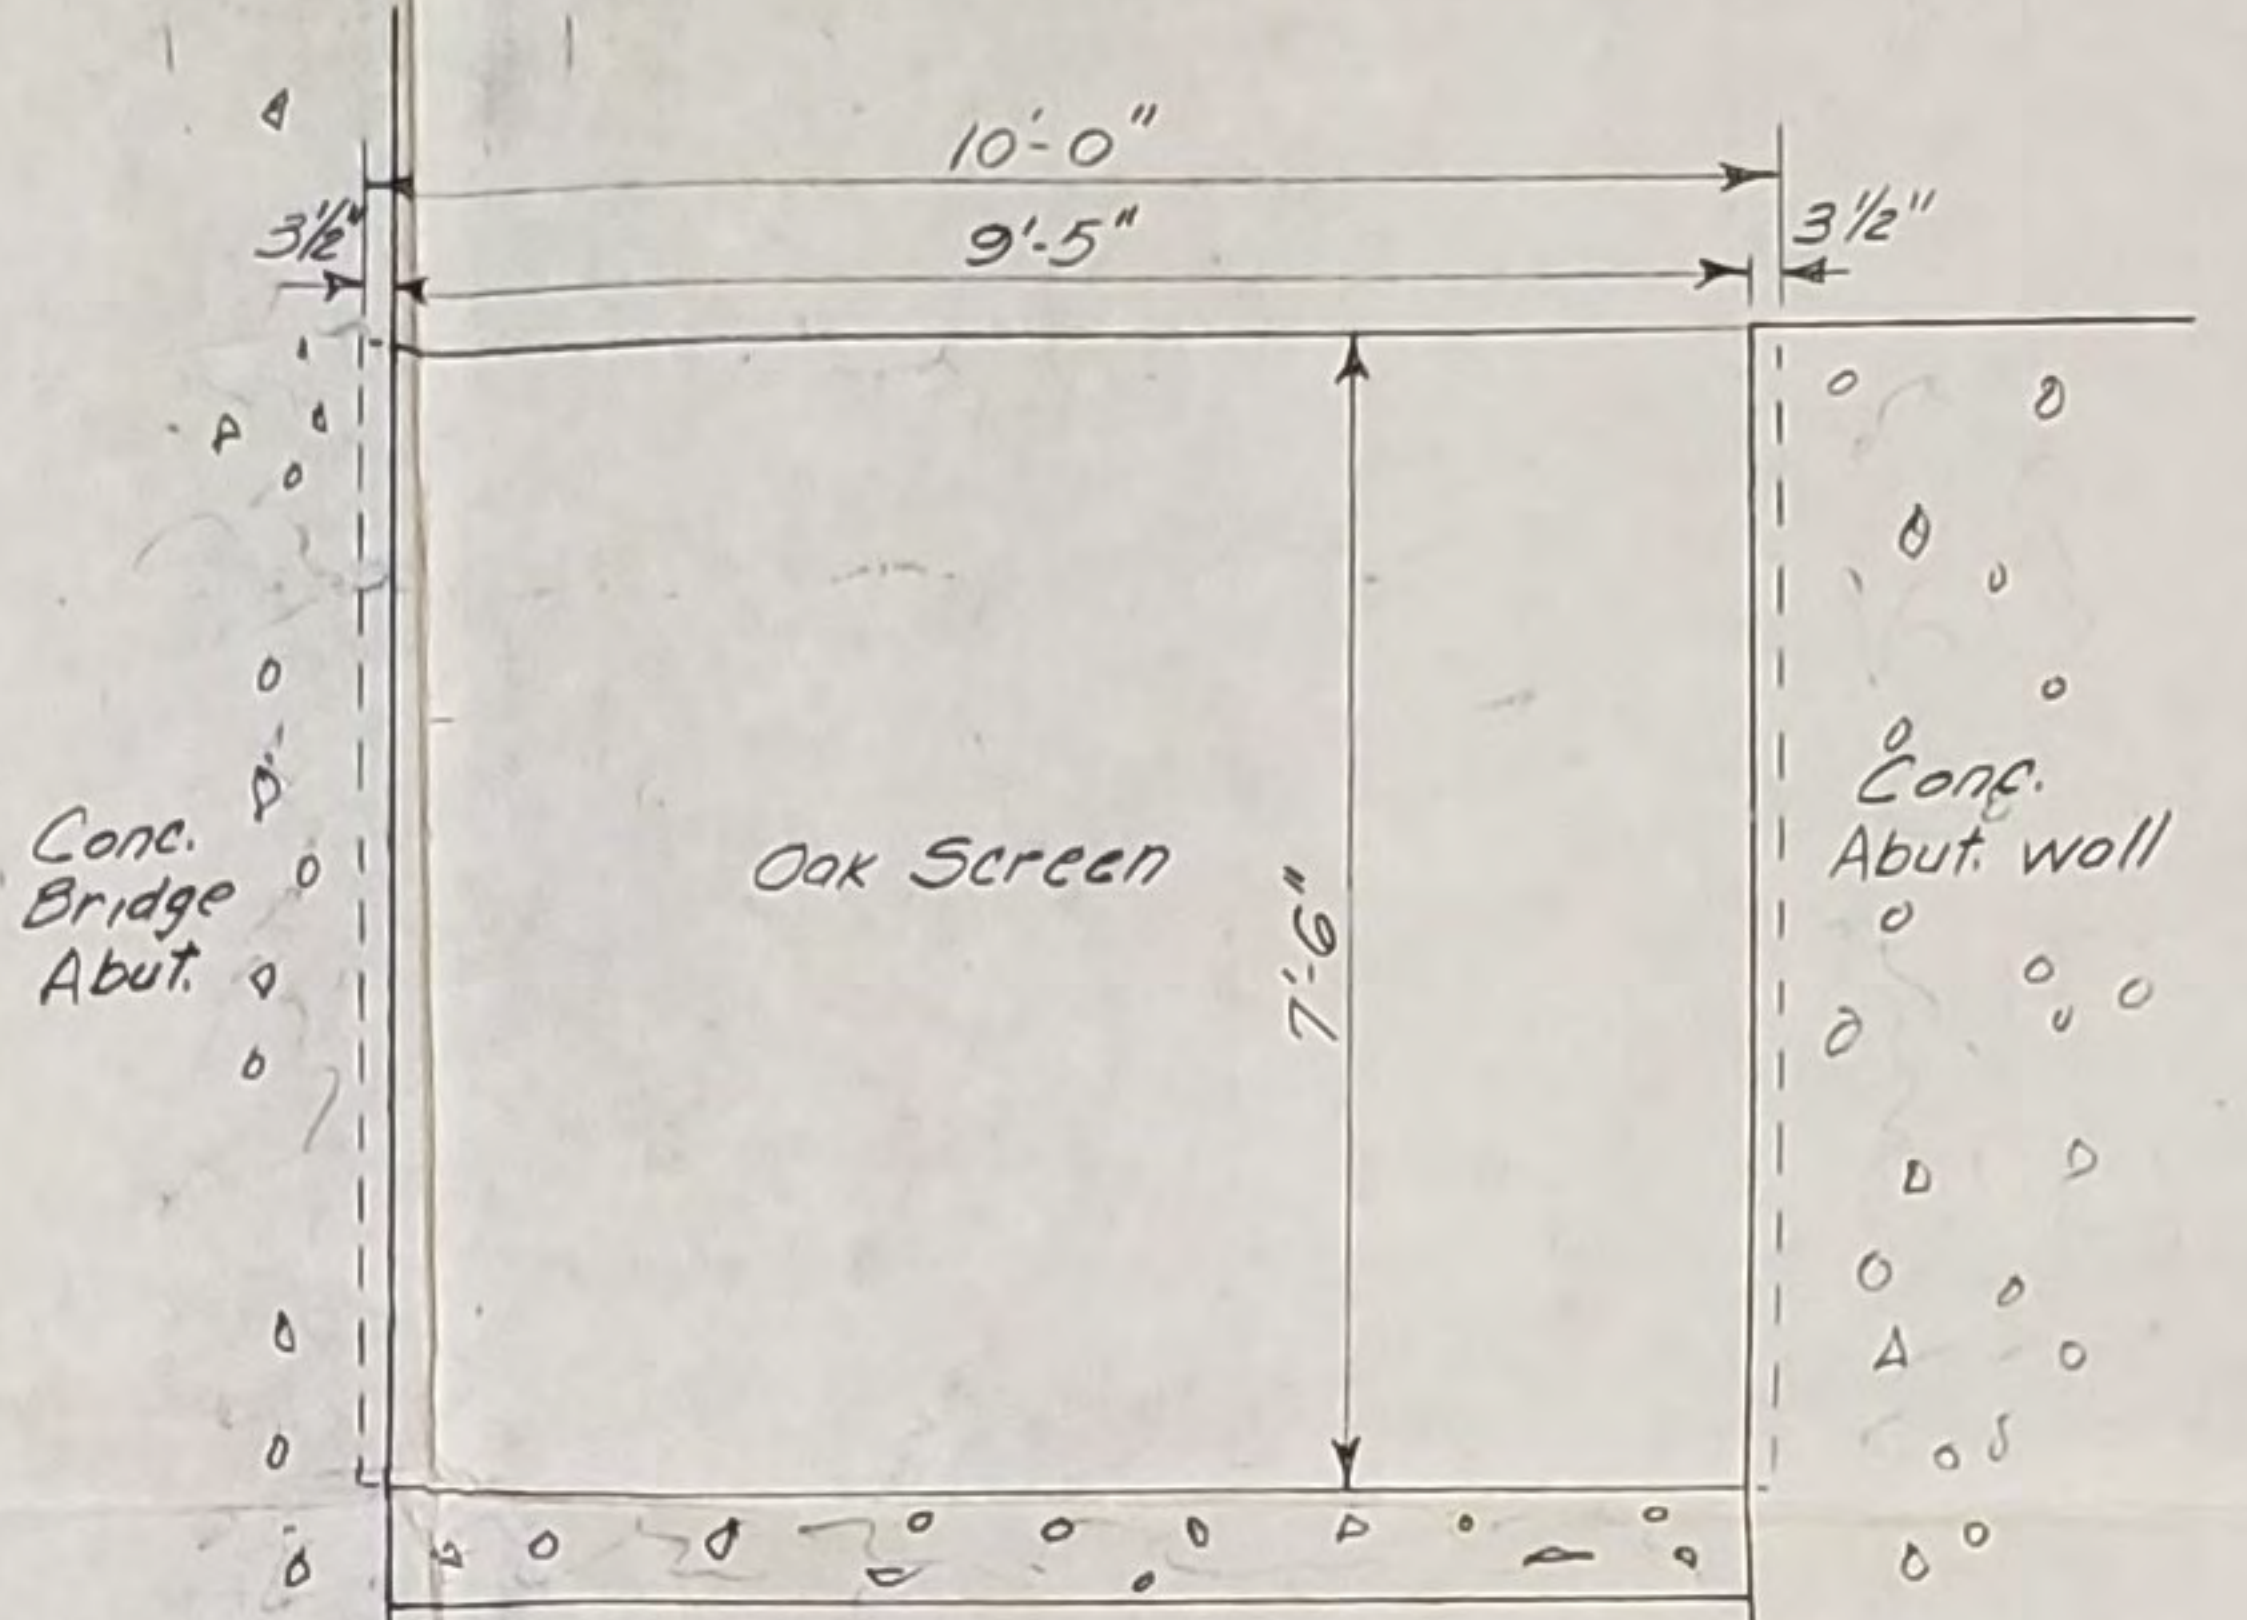 10'-0"
3½"
9'-5"
3½"
Conc.
Bridge
Abut.
Oak Screen
7'-6"
Conc.
Abut. wall